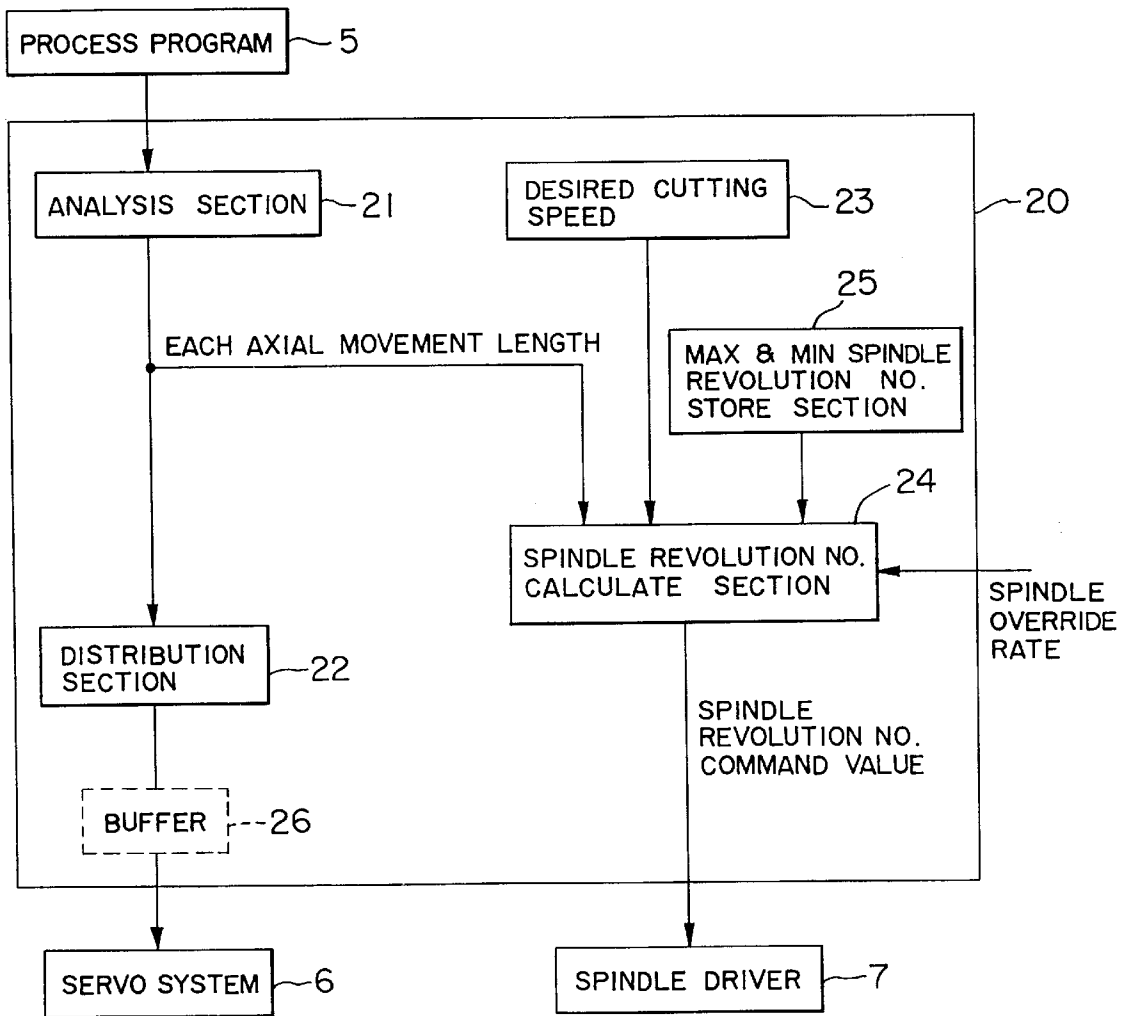 PROCESS PROGRAM
5
ANALYSIS SECTION
21
DESIRED CUTTING
SPEED
23
20
25
EACH AXIAL MOVEMENT LENGTH
MAX & MIN SPINDLE
REVOLUTION NO.
STORE SECTION
24
SPINDLE REVOLUTION NO.
CALCULATE SECTION
SPINDLE
OVERRIDE
RATE
DISTRIBUTION
SECTION
22
SPINDLE
REVOLUTION NO.
COMMAND VALUE
BUFFER
26
SERVO SYSTEM
6
SPINDLE DRIVER
7